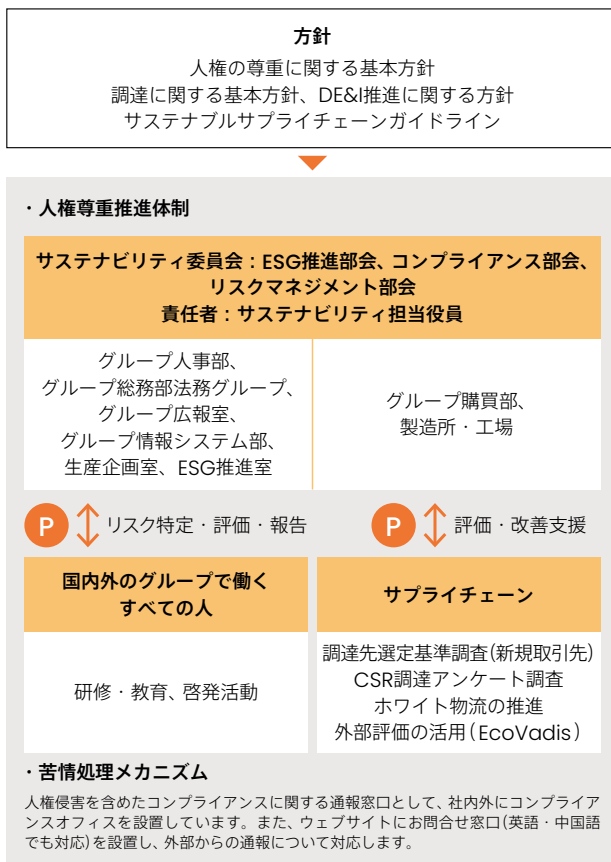 方針
人権の尊重に関する基本方針
調達に関する基本方針、DE&I推進に関する方針
サステナブルサプライチェーンガイドライン
・人権尊重推進体制
サステナビリティ委員会：ESG推進部会、コンプライアンス部会、
リスクマネジメント部会
責任者：サステナビリティ担当役員
グループ人事部、
グループ総務部法務グループ、
グループ広報室、
グループ情報システム部、
生産企画室、ESG推進室
グループ購買部、
製造所・工場
P リスク特定・評価・報告
P 評価・改善支援
国内外のグループで働く
すべての人
研修・教育、啓発活動
サプライチェーン
調達先選定基準調査（新規取引先）
CSR調達アンケート調査
ホワイト物流の推進
外部評価の活用（EcoVadis）
・苦情処理メカニズム
人権侵害を含めたコンプライアンスに関する通報窓口として、社内外にコンプライア
ンスオフィスを設置しています。また、ウェブサイトにお問合せ窓口（英語・中国語
でも対応）を設置し、外部からの通報について対応します。